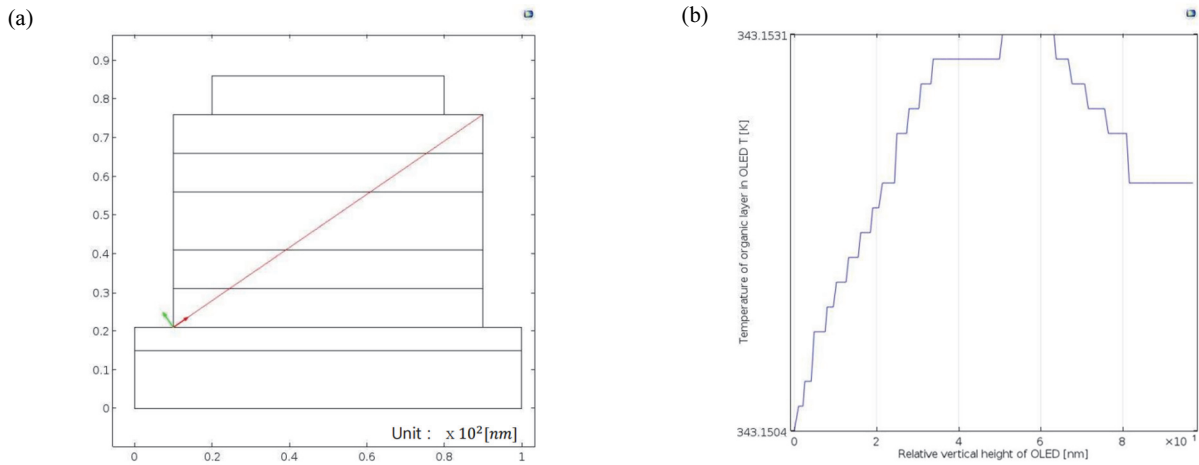 (a)
0.9
0.8
0.7
0.6
0.5
0.4
0.3
0.2
0.1
0
Unit : x 10²[nm]
0 0.2 0.4 0.6 0.8 1
(b)
343.1531
Temperature of organic layer in OLED T [K]
343.1504
0 2 4 6 8 ×10¹
Relative vertical height of OLED [nm]